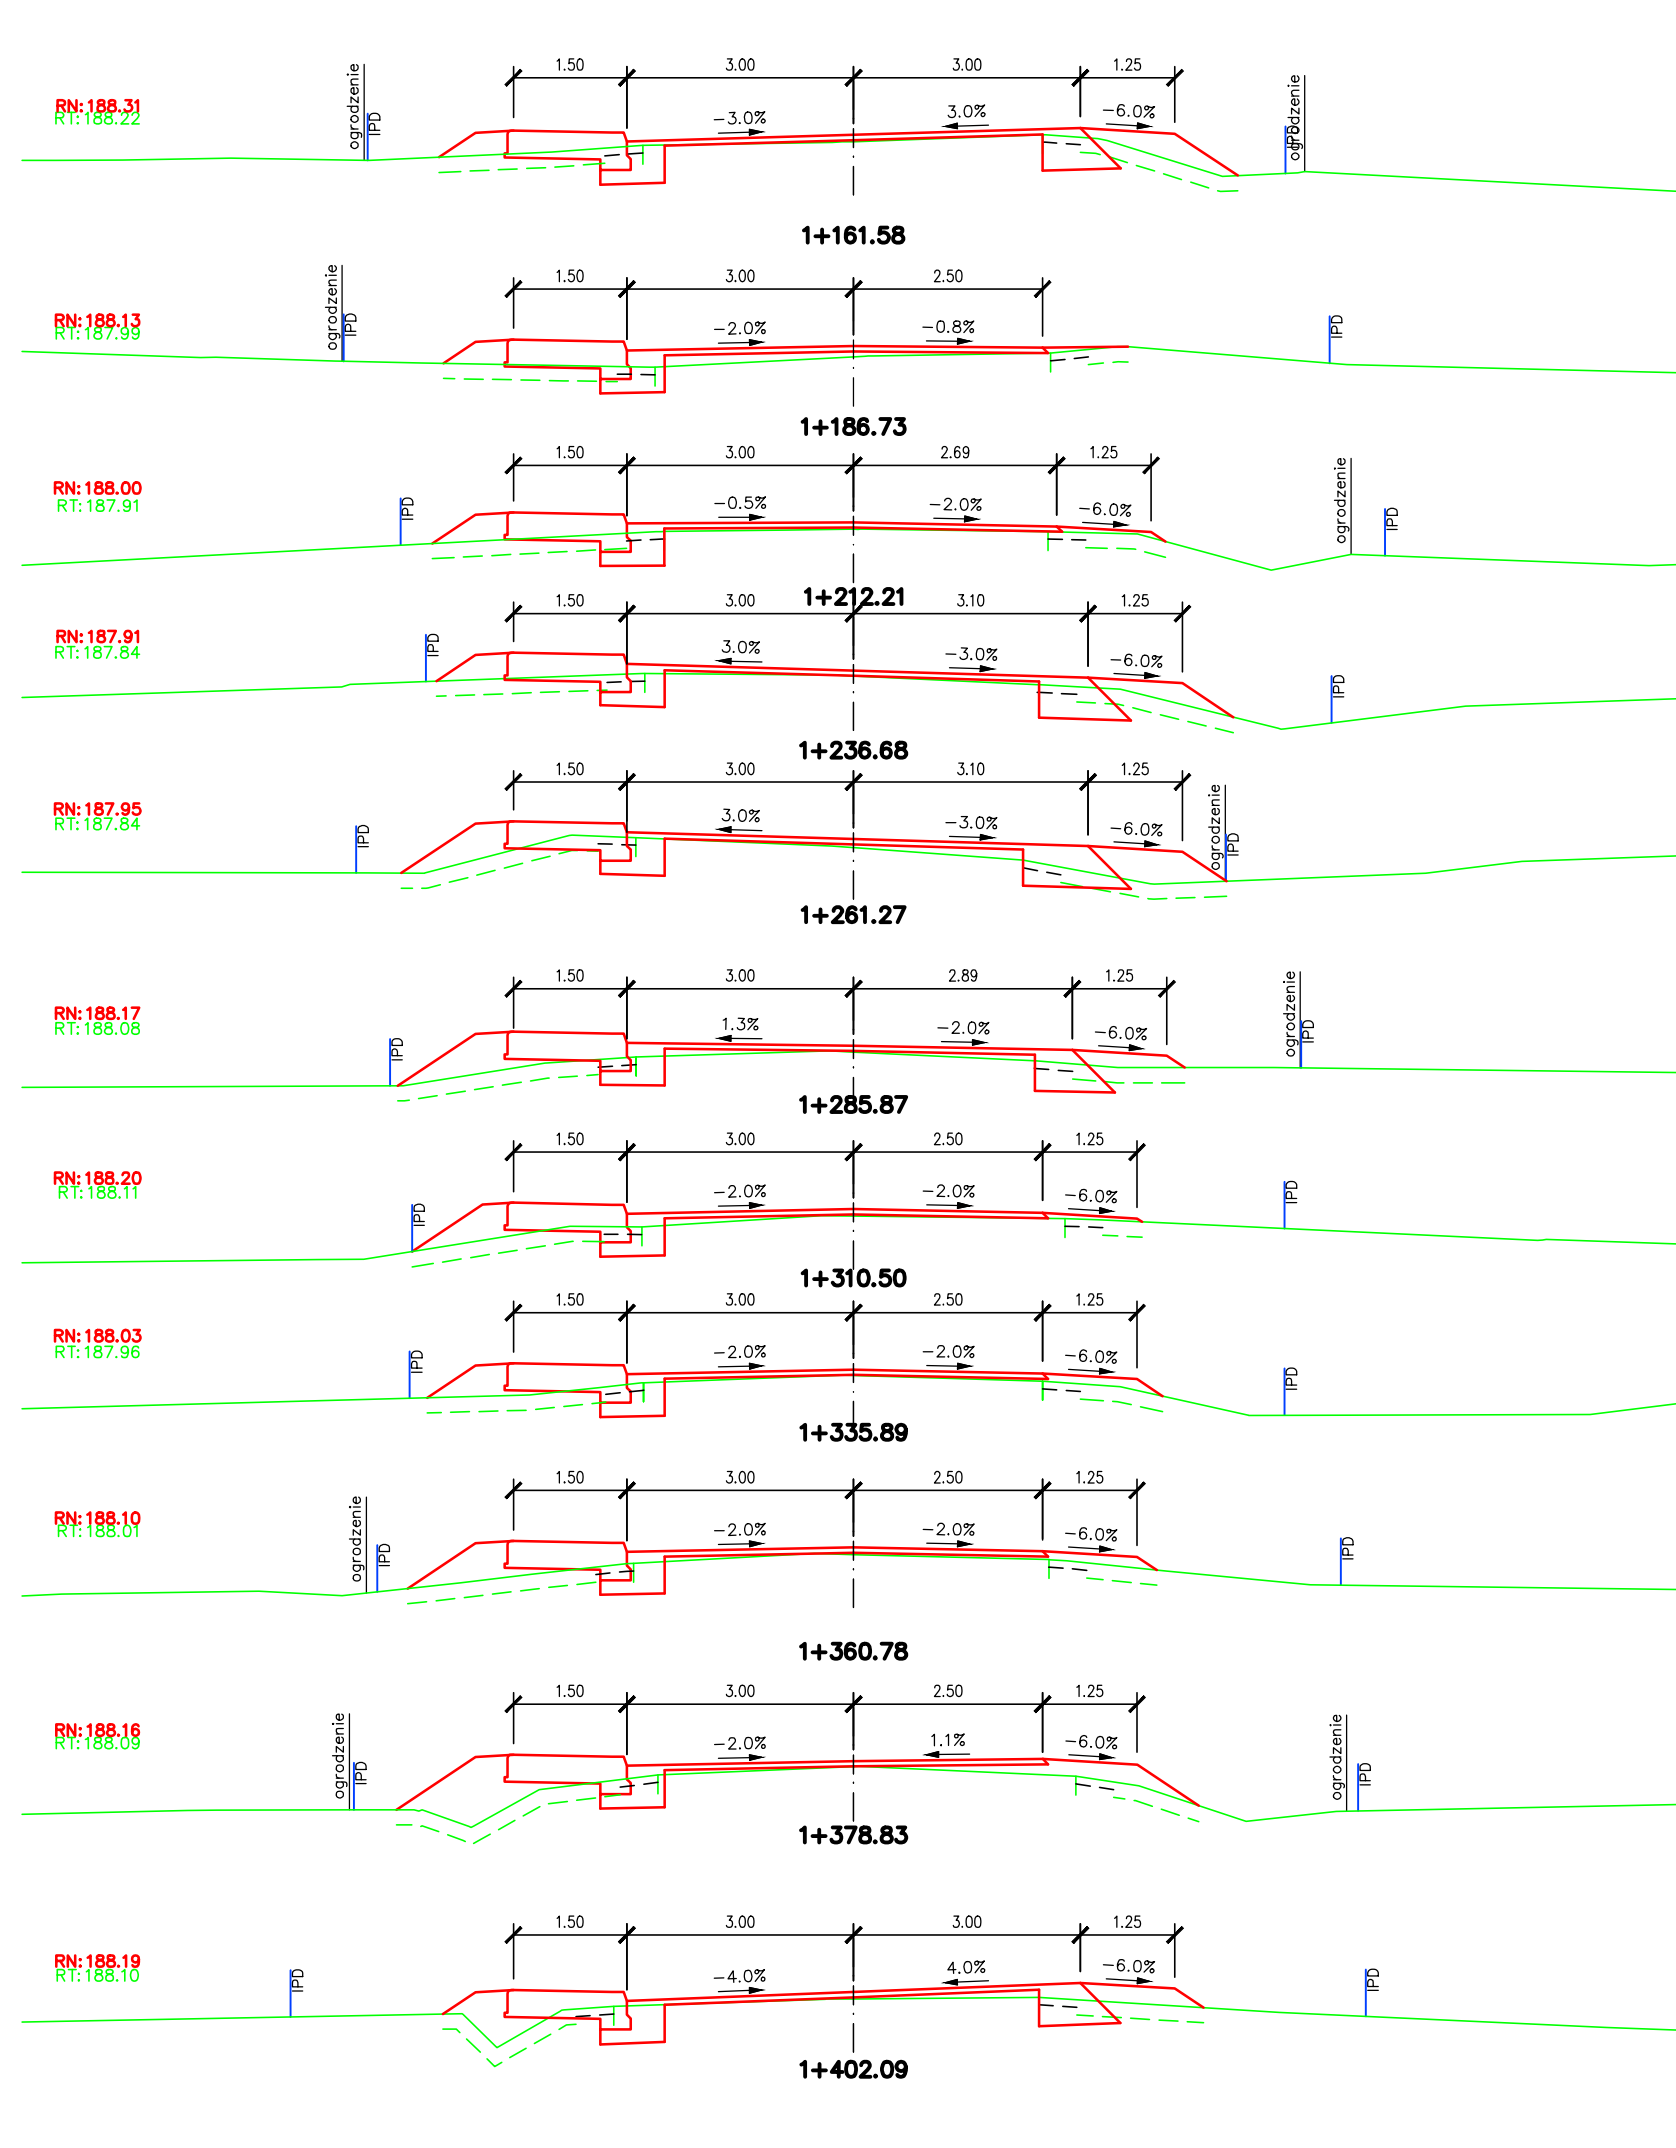 1.50 3.00 3.00 1.25
ogrodzenie IPD IPD ogrodzenie
RN:188.31
RT:188.22
-3.0% 3.0% -6.0%
1+161.58
1.50 3.00 2.50
ogrodzenie IPD IPD
RN:188.13
RT:187.99
-2.0% -0.8%
1+186.73
1.50 3.00 2.69 1.25
RN:188.00
RT:187.91
IPD ogrodzenie IPD
-0.5% -2.0% -6.0%
1+212.21
1.50 3.00 3.10 1.25
RN:187.91
RT:187.84
IPD IPD
3.0% -3.0% -6.0%
1+236.68
1.50 3.00 3.10 1.25
RN:187.95
RT:187.84
IPD ogrodzenie IPD
3.0% -3.0% -6.0%
1+261.27
1.50 3.00 2.89 1.25
RN:188.17
RT:188.08
IPD ogrodzenie IPD
1.3% -2.0% -6.0%
1+285.87
1.50 3.00 2.50 1.25
RN:188.20
RT:188.11
IPD IPD
-2.0% -2.0% -6.0%
1+310.50
1.50 3.00 2.50 1.25
RN:188.03
RT:187.96
IPD IPD
-2.0% -2.0% -6.0%
1+335.89
1.50 3.00 2.50 1.25
RN:188.10
RT:188.01
ogrodzenie IPD IPD
-2.0% -2.0% -6.0%
1+360.78
1.50 3.00 2.50 1.25
RN:188.16
RT:188.09
ogrodzenie IPD ogrodzenie IPD
-2.0% 1.1% -6.0%
1+378.83
1.50 3.00 3.00 1.25
RN:188.19
RT:188.10
IPD IPD
-4.0% 4.0% -6.0%
1+402.09